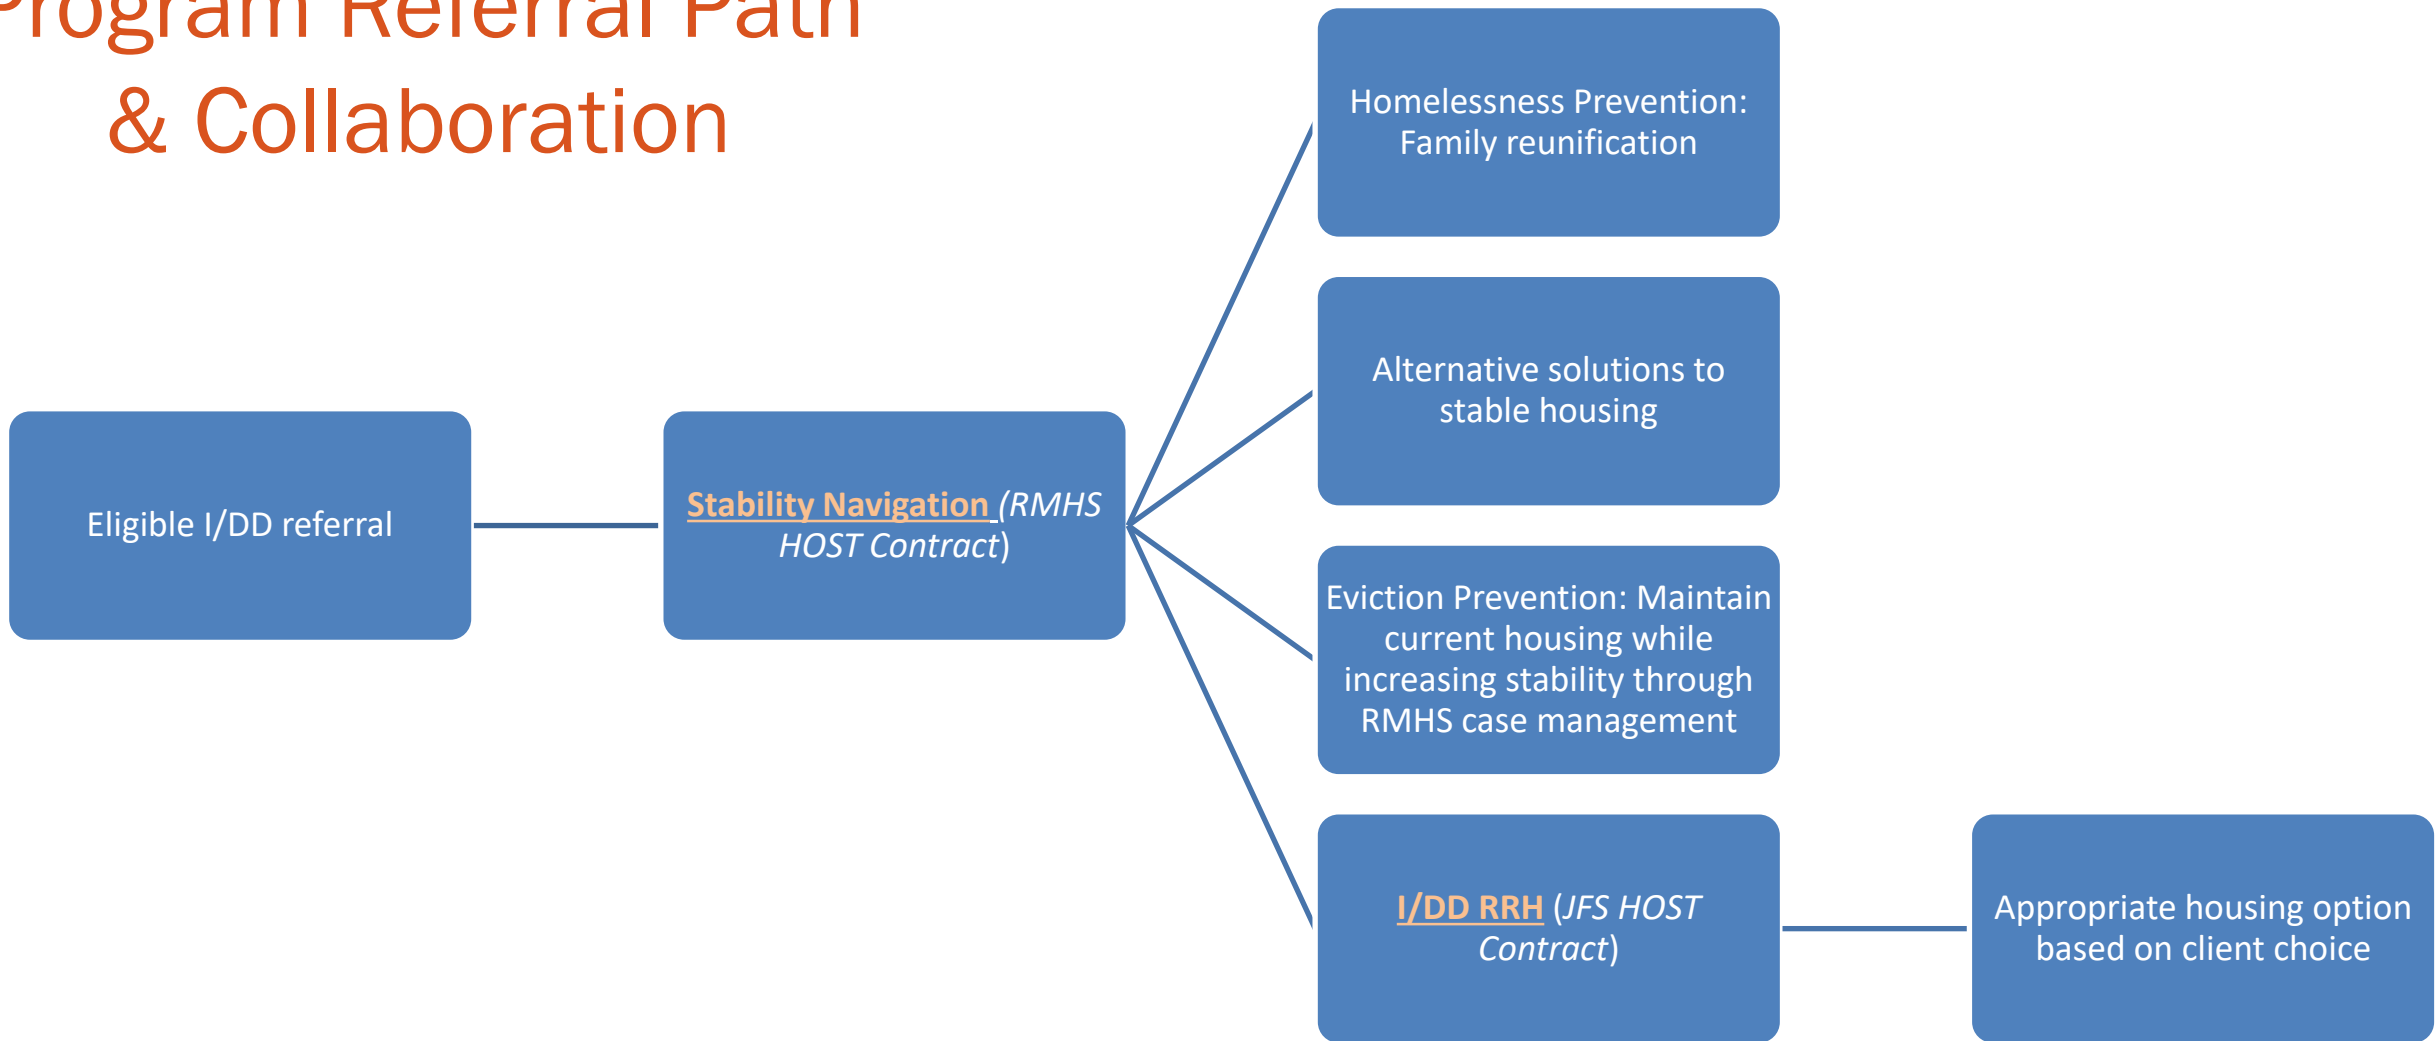 Program Referral Path
& Collaboration
Homelessness Prevention:
Family reunification
Alternative solutions to
stable housing
Eligible I/DD referral
Stability Navigation (RMHS
HOST Contract)
Eviction Prevention: Maintain
current housing while
increasing stability through
RMHS case management
I/DD RRH (JFS HOST
Contract)
Appropriate housing option
based on client choice